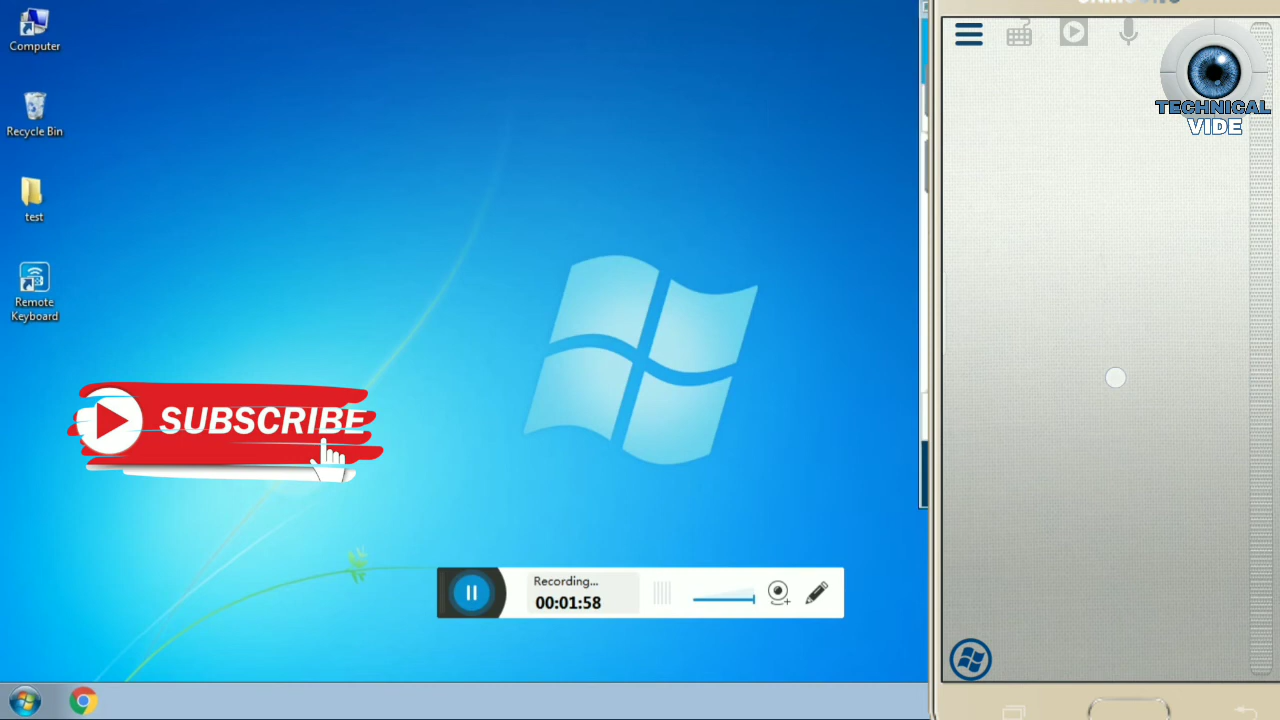 Computer
Recycle Bin
test
Remote
Keyboard
SUBSCRIBE
Recording...
00:01:58
TECHNICAL
VIDE